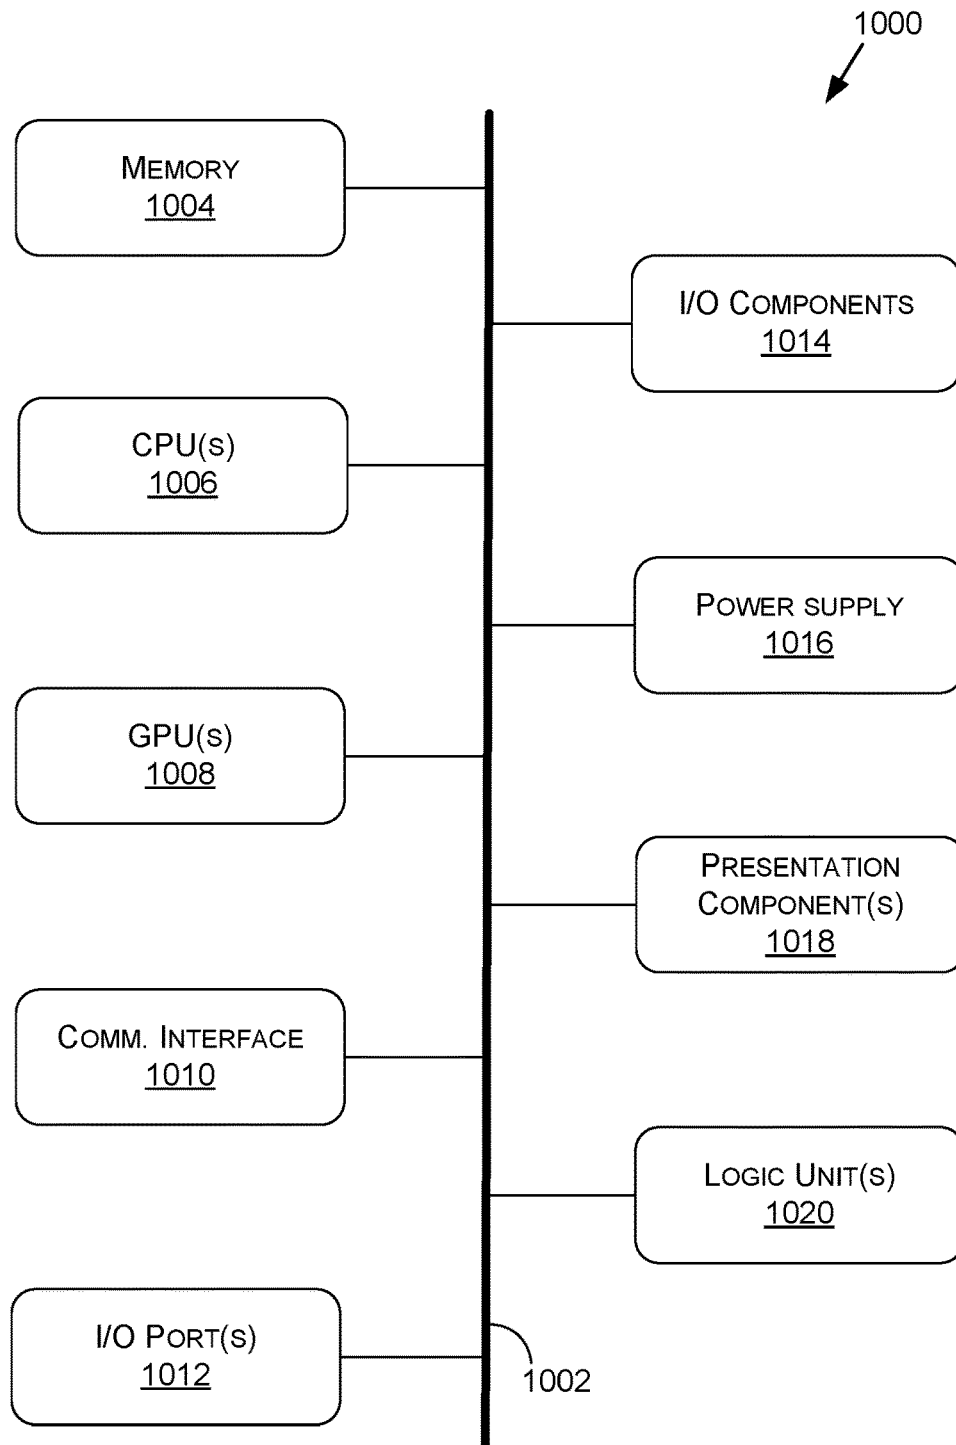 1000
MEMORY
1004
I/O COMPONENTS
1014
CPU(S)
1006
POWER SUPPLY
1016
GPU(S)
1008
PRESENTATION
COMPONENT(S)
1018
COMM. INTERFACE
1010
LOGIC UNIT(S)
1020
I/O PORT(S)
1012
1002